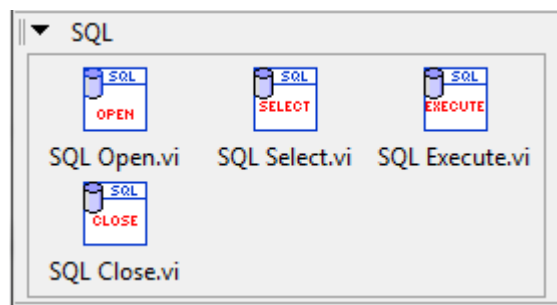 SQL
SQL SQL SQL
OPEN SELECT EXECUTE
SQL Open.vi SQL Select.vi SQL Execute.vi
SQL
CLOSE
SQL Close.vi